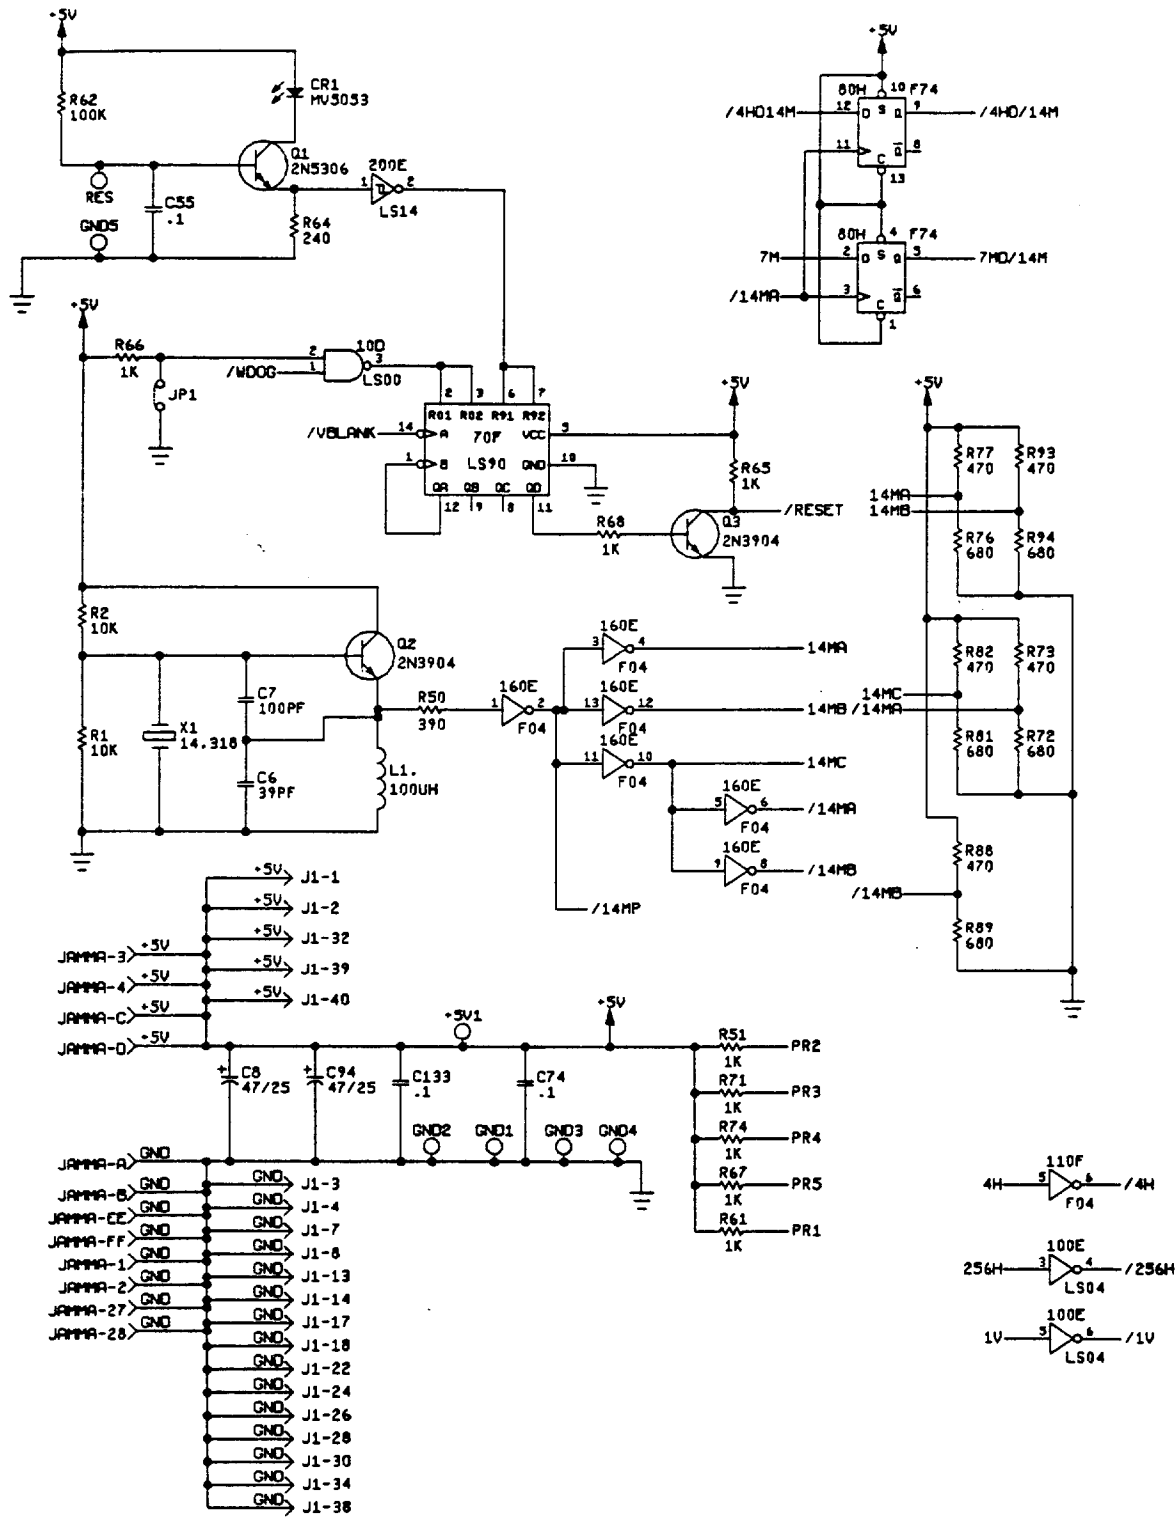 +5V
R62
100K
CR1
MV5053
Q1
2N5306
RES
C55
.1
GND5
R64
240
200E
1
2
LS14
+5V
80H
10
F74
/4HD14M
12
D
S
Q
9
/4HD/14M
11
Q
8
C
13
80H
4
F74
7M
2
D
S
Q
5
7MD/14M
/14MA
3
Q
6
C
1
+5V
R66
1K
JP1
/WDOG
2
1
10D
3
LS00
2
3
6
7
R01
R02
R91
R92
/VBLANK
14
A
70F
VCC
5
1
B
LS90
GND
10
QA
QB
QC
QD
12
9
8
11
+5V
R65
1K
R68
1K
Q3
2N3904
/RESET
+5V
R77
470
R93
470
14MA
14MB
R76
680
R94
680
R2
10K
Q2
2N3904
R1
10K
X1
14.318
C7
100PF
C6
39PF
L1.
100UH
R50
390
160E
1
2
F04
160E
3
4
F04
14MA
160E
13
12
F04
14MB
160E
11
10
F04
14MC
160E
5
6
F04
/14MA
160E
9
8
F04
/14MB
/14MP
R82
470
R73
470
14MC
/14MA
R81
680
R72
680
R88
470
/14MB
R89
680
+5V
J1-1
J1-2
+5V
J1-32
+5V
J1-39
+5V
J1-40
+5V
JAMMA-3
+5V
JAMMA-4
+5V
JAMMA-C
+5V
JAMMA-D
+5V
+5V1
+5V
C8
47/25
C94
47/25
C133
.1
C74
.1
GND2
GND1
GND3
GND4
R51
1K
PR2
R71
1K
PR3
R74
1K
PR4
R67
1K
PR5
R61
1K
PR1
JAMMA-A
GND
JAMMA-B
GND
JAMMA-EE
GND
JAMMA-FF
GND
JAMMA-1
GND
JAMMA-2
GND
JAMMA-27
GND
JAMMA-28
GND
GND
J1-3
GND
J1-4
GND
J1-7
GND
J1-8
GND
J1-13
GND
J1-14
GND
J1-17
GND
J1-18
GND
J1-22
GND
J1-24
GND
J1-26
GND
J1-28
GND
J1-30
GND
J1-34
GND
J1-38
110F
4H
5
6
/4H
F04
100E
256H
3
4
/256H
LS04
100E
1V
5
6
/1V
LS04